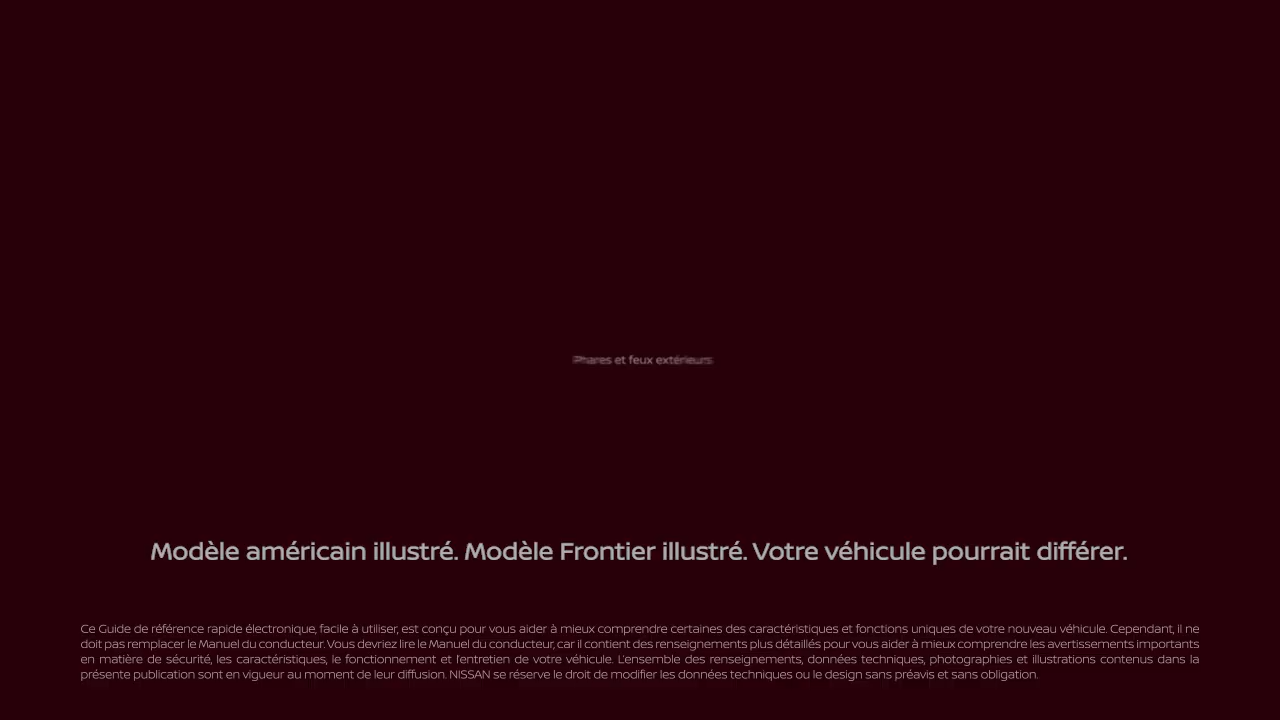 Phares et feux extérieurs
Modèle américain illustré. Modèle Frontier illustré. Votre véhicule pourrait différer.
Ce Guide de référence rapide électronique, facile à utiliser, est conçu pour vous aider à mieux comprendre certaines des caractéristiques et fonctions uniques de votre nouveau véhicule. Cependant, il ne
doit pas remplacer le Manuel du conducteur. Vous devriez lire le Manuel du conducteur, car il contient des renseignements plus détaillés pour vous aider à mieux comprendre les avertissements importants
en matière de sécurité, les caractéristiques, le fonctionnement et l'entretien de votre véhicule. L'ensemble des renseignements, données techniques, photographies et illustrations contenus dans la
présente publication sont en vigueur au moment de leur diffusion. NISSAN se réserve le droit de modifier les données techniques ou le design sans préavis et sans obligation.